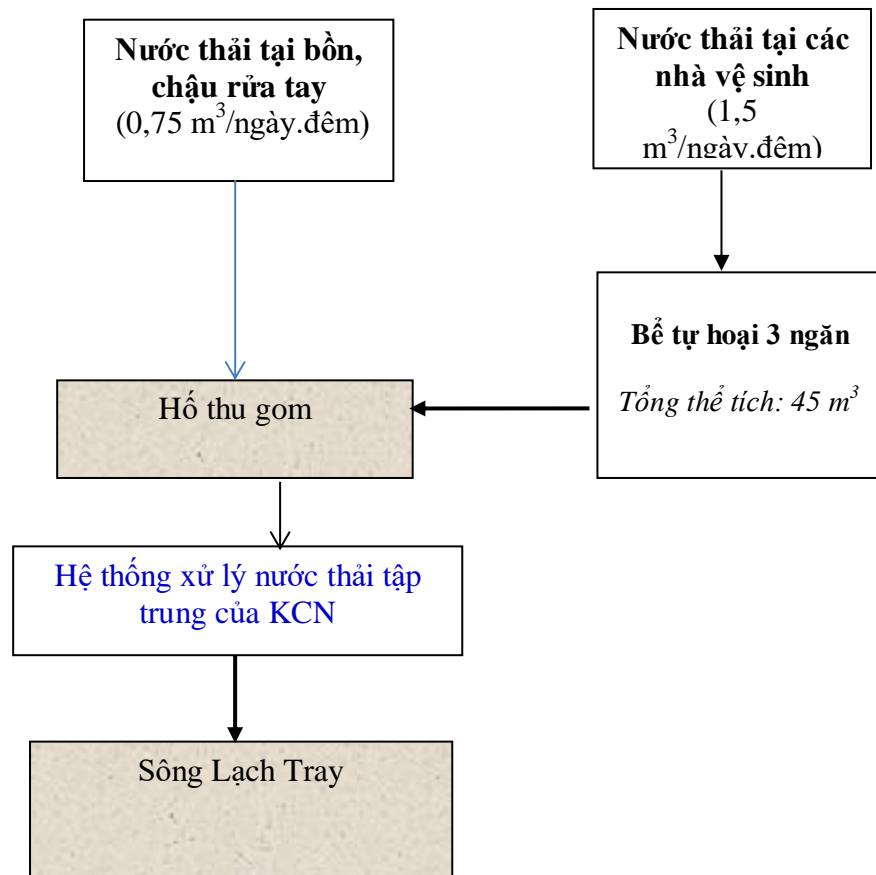 Nước thải tại bồn,
chậu rửa tay
(0,75 m³/ngày.đêm)
Nước thải tại các
nhà vệ sinh
(1,5
m³/ngày.đêm)
Bể tự hoại 3 ngăn
Tổng thể tích: 45 m³
Hố thu gom
Hệ thống xử lý nước thải tập
trung của KCN
Sông Lạch Tray